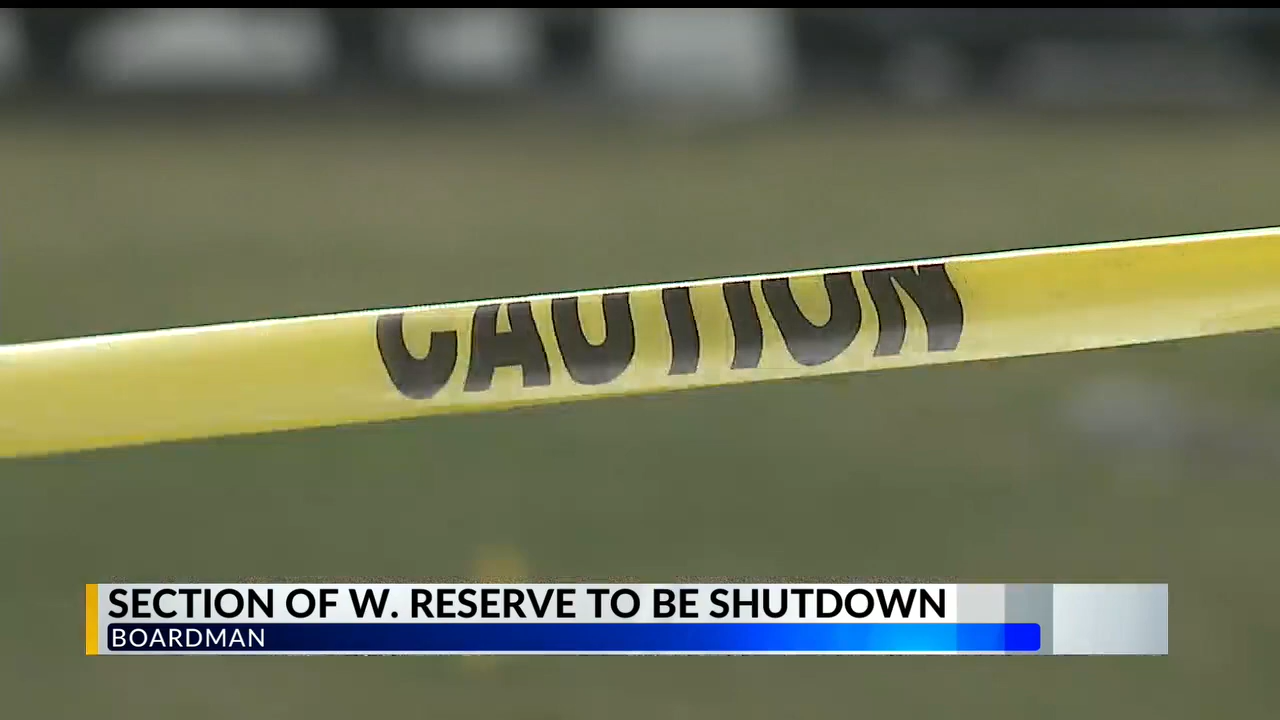 CAUTION
SECTION OF W. RESERVE TO BE SHUTDOWN
BOARDMAN